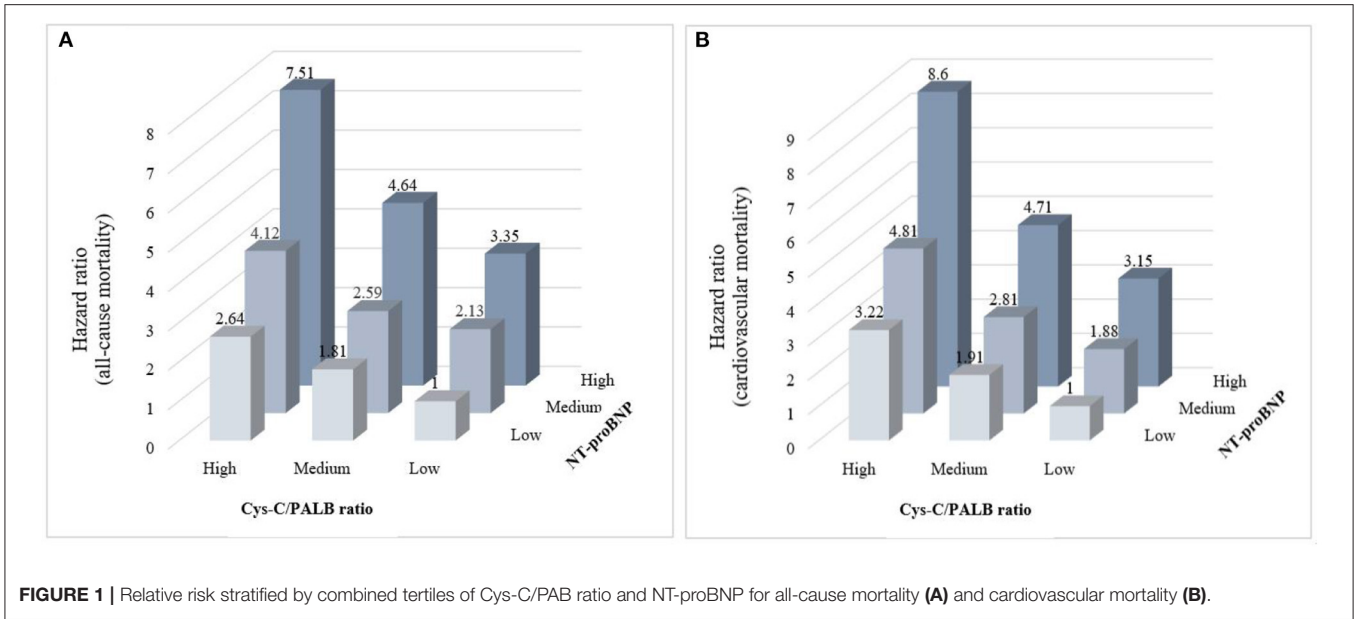 A
7.51
8
4.64
7
6
4.12
3.35
5
2.59
4
2.64
2.13
3
1.81
2
1
High
1
Medium
0
Low
High
Medium
Low
NT-proBNP
Hazard ratio
(all-cause mortality)
Cys-C/PALB ratio
B
8.6
9
8
4.71
7
4.81
6
3.15
5
3.22
2.81
4
1.88
3
1.91
2
1
High
1
Medium
0
Low
High
Medium
Low
NT-proBNP
Hazard ratio
(cardiovascular mortality)
Cys-C/PALB ratio
FIGURE 1 | Relative risk stratified by combined tertiles of Cys-C/PAB ratio and NT-proBNP for all-cause mortality (A) and cardiovascular mortality (B).